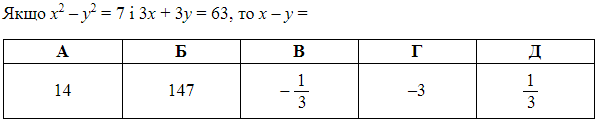 Якщо x² – y² = 7 і 3x + 3y = 63, то x – y =
А Б В Г Д
14 147 –1/3 –3 1/3